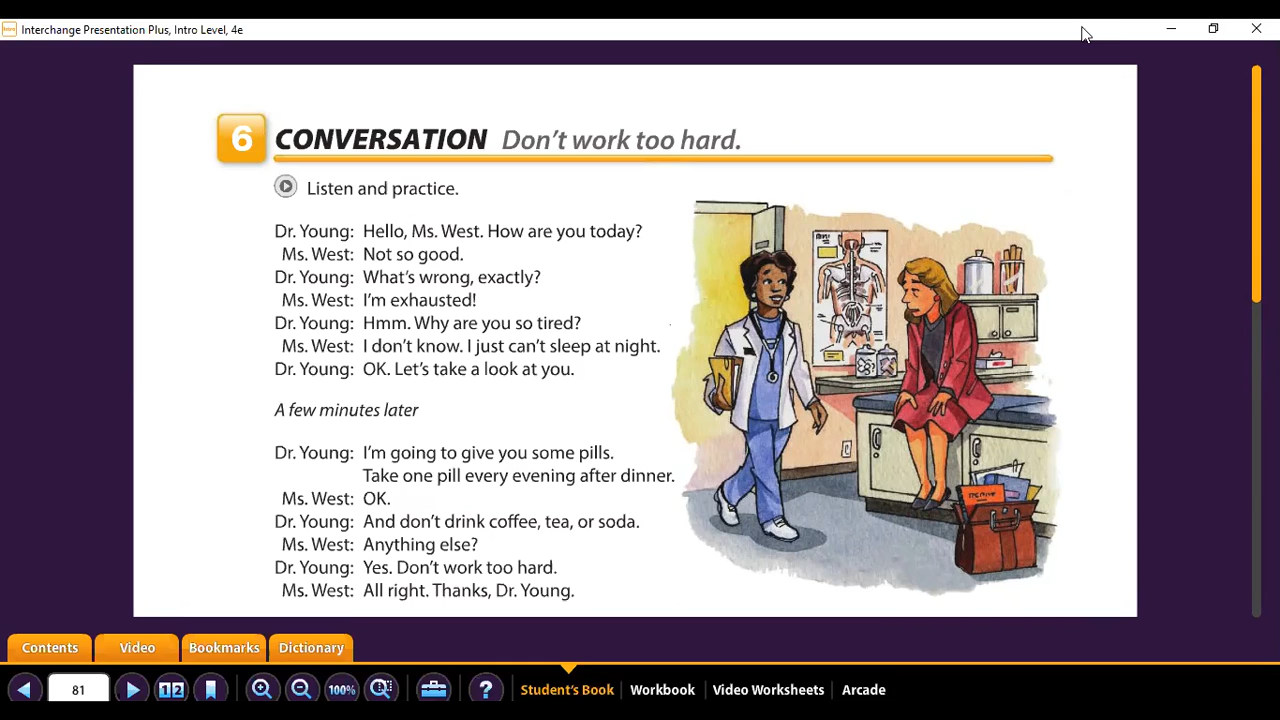 Interchange Presentation Plus, Intro Level, 4e
6 CONVERSATION Don't work too hard.
Listen and practice.
Dr. Young: Hello, Ms. West. How are you today?
Ms. West: Not so good.
Dr. Young: What's wrong, exactly?
Ms. West: I'm exhausted!
Dr. Young: Hmm. Why are you so tired?
Ms. West: I don't know. I just can't sleep at night.
Dr. Young: OK. Let's take a look at you.
A few minutes later
Dr. Young: I'm going to give you some pills.
Take one pill every evening after dinner.
Ms. West: OK.
Dr. Young: And don't drink coffee, tea, or soda.
Ms. West: Anything else?
Dr. Young: Yes. Don't work too hard.
Ms. West: All right. Thanks, Dr. Young.
Contents Video Bookmarks Dictionary
81 1 2 100% ? Student's Book Workbook Video Worksheets Arcade